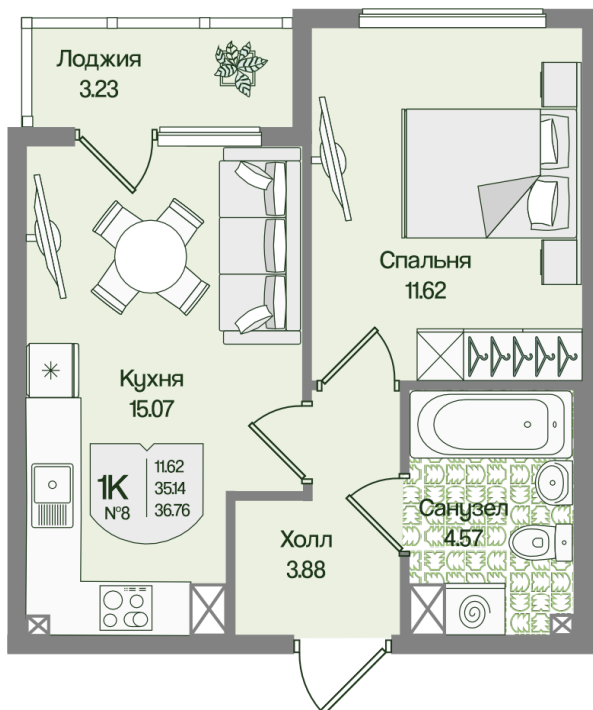 Лоджия
3.23
Спальня
11.62
Кухня
15.07
1К
№8
11.62
35.14
36.76
Санузел
4.57
Холл
3.88